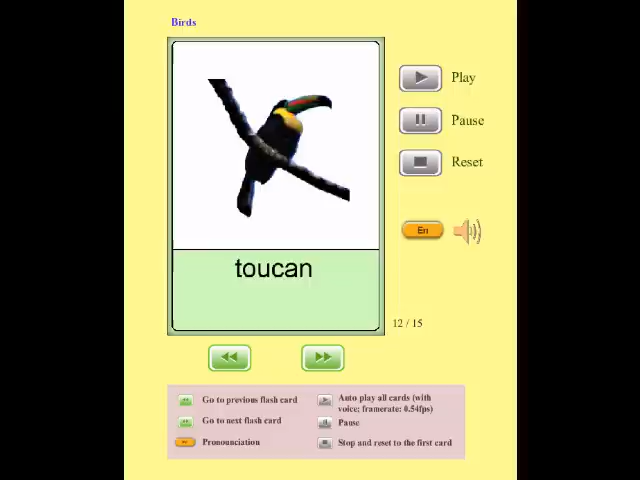 Birds
Play
Pause
Reset
En
toucan
12 / 15
Go to previous flash card
Go to next flash card
Pronounciation
Auto play all cards (with
voice; framerate: 0.54fps)
Pause
Stop and reset to the first card